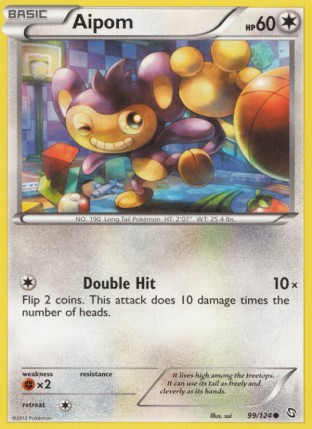 BASIC
Aipom
HP60
NO. 190 Long Tail Pokémon HT: 2'07" WT: 25.4 lbs.
Double Hit 10×
Flip 2 coins. This attack does 10 damage times the
number of heads.
weakness
resistance
×2
retreat
It lives high among the treetops.
It can use its tail as freely and
cleverly as its hands.
©2012 Pokémon
Illus. sui
99/124